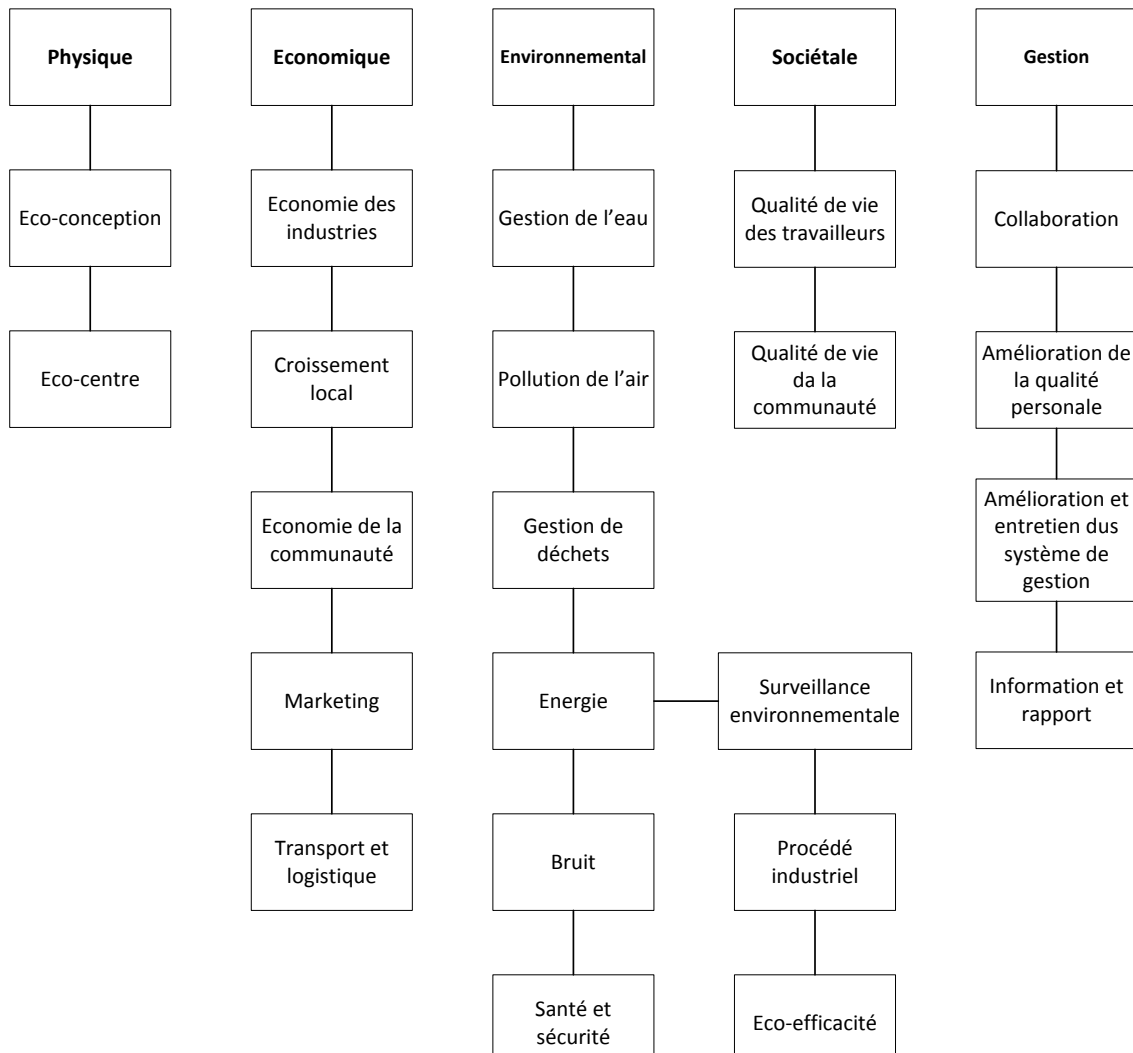 Physique
Eco-conception
Eco-centre
Economique
Economie des
industries
Croissement
local
Economie de la
communauté
Marketing
Transport et
logistique
Environnemental
Gestion de l’eau
Pollution de l’air
Gestion de
déchets
Energie
Bruit
Santé et
sécurité
Surveillance
environnementale
Procédé
industriel
Eco-efficacité
Sociétale
Qualité de vie
des travailleurs
Qualité de vie
da la
communauté
Gestion
Collaboration
Amélioration de
la qualité
personale
Amélioration et
entretien dus
système de
gestion
Information et
rapport